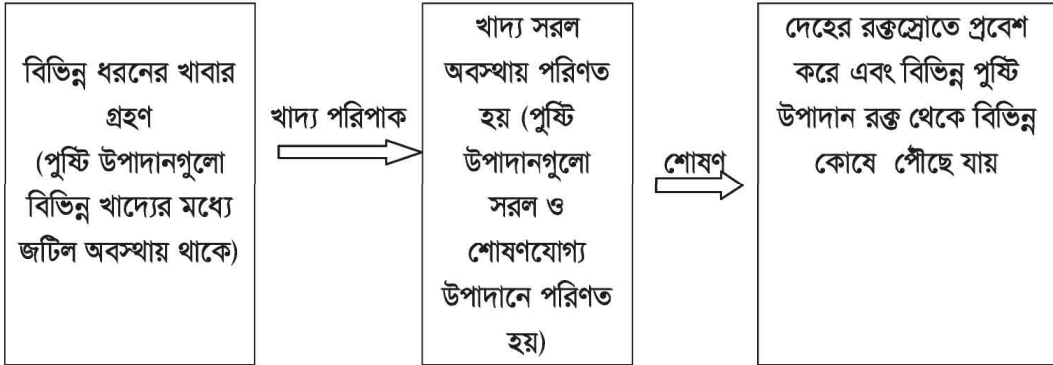 বিভিন্ন ধরনের খাবার
গ্রহণ
(পুষ্টি উপাদানগুলো
বিভিন্ন খাদ্যের মধ্যে
জটিল অবস্থায় থাকে)
খাদ্য পরিপাক
খাদ্য সরল
অবস্থায় পরিণত
হয় (পুষ্টি
উপাদানগুলো
সরল ও
শোষণযোগ্য
উপাদানে পরিণত
হয়)
শোষণ
দেহের রক্তস্রোতে প্রবেশ
করে এবং বিভিন্ন পুষ্টি
উপাদান রক্ত থেকে বিভিন্ন
কোষে পৌঁছে যায়